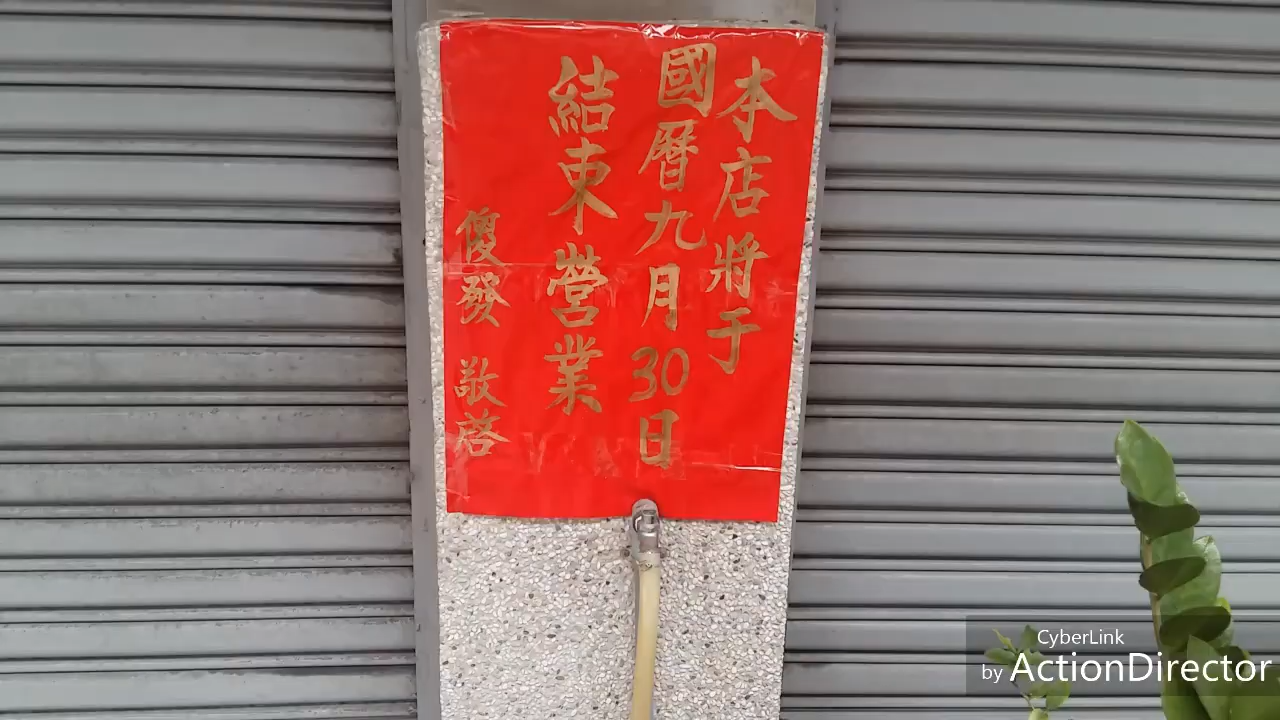 本店將于
國曆九月30日
結束營業
傻發 敬啓
CyberLink
by ActionDirector